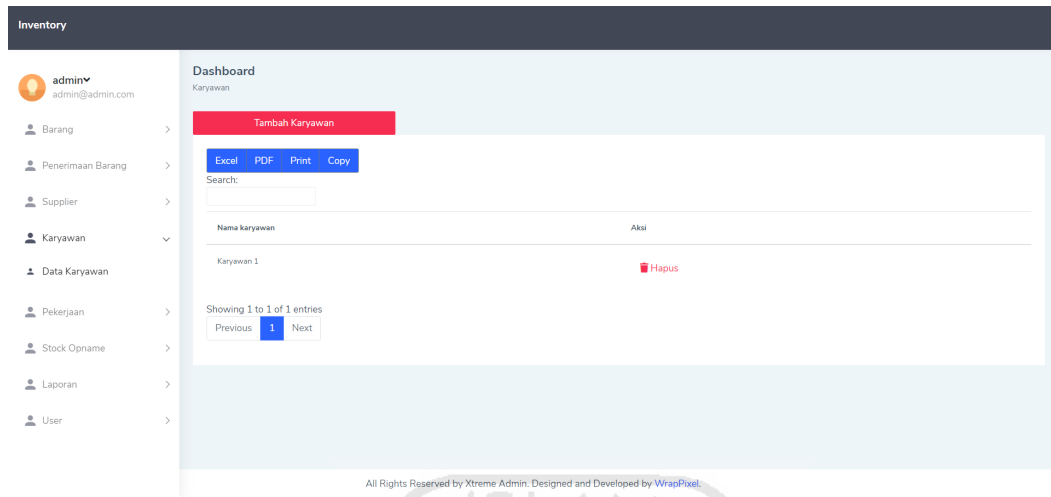 Inventory
admin
admin@admin.com
Barang
Penerimaan Barang
Supplier
Karyawan
Data Karyawan
Pekerjaan
Stock Opname
Laporan
User
Dashboard
Karyawan
Tambah Karyawan
Excel PDF Print Copy
Search:
Nama karyawan Aksi
Karyawan 1 Hapus
Showing 1 to 1 of 1 entries
Previous 1 Next
All Rights Reserved by Xtreme Admin. Designed and Developed by WrapPixel.